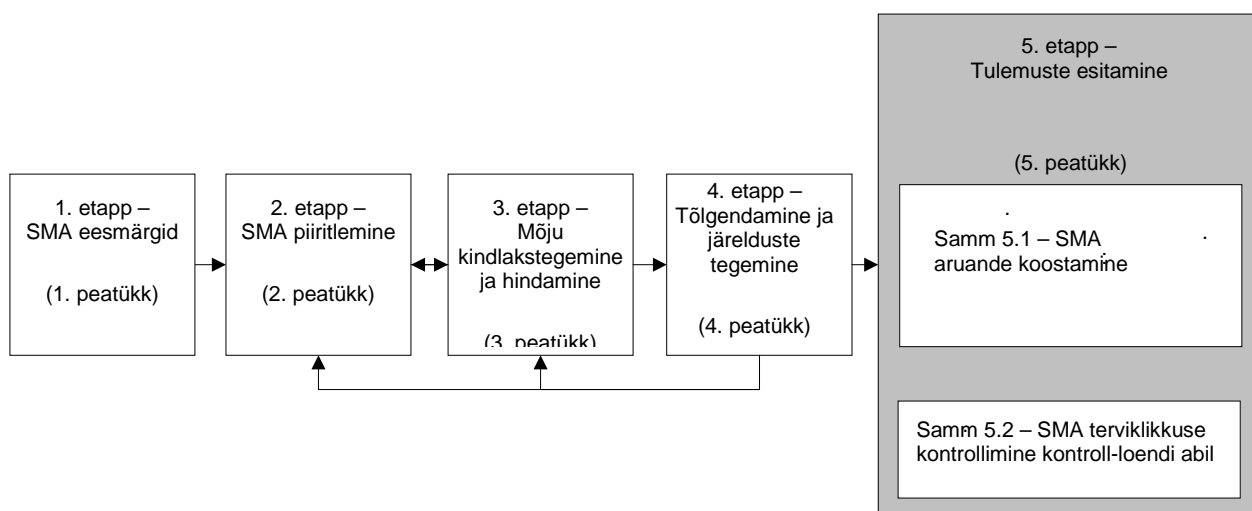 1. etapp –
SMA eesmärgid
(1. peatükk)
2. etapp –
SMA piiritlemine
(2. peatükk)
3. etapp –
Mõju
kindlakstegemine
ja hindamine
(3. peatükk)
4. etapp –
Tõlgendamine ja
järelduste
tegemine
(4. peatükk)
5. etapp –
Tulemuste esitamine
(5. peatükk)
Samm 5.1 – SMA
aruande koostamine
Samm 5.2 – SMA terviklikkuse
kontrollimine kontroll-loendi abil